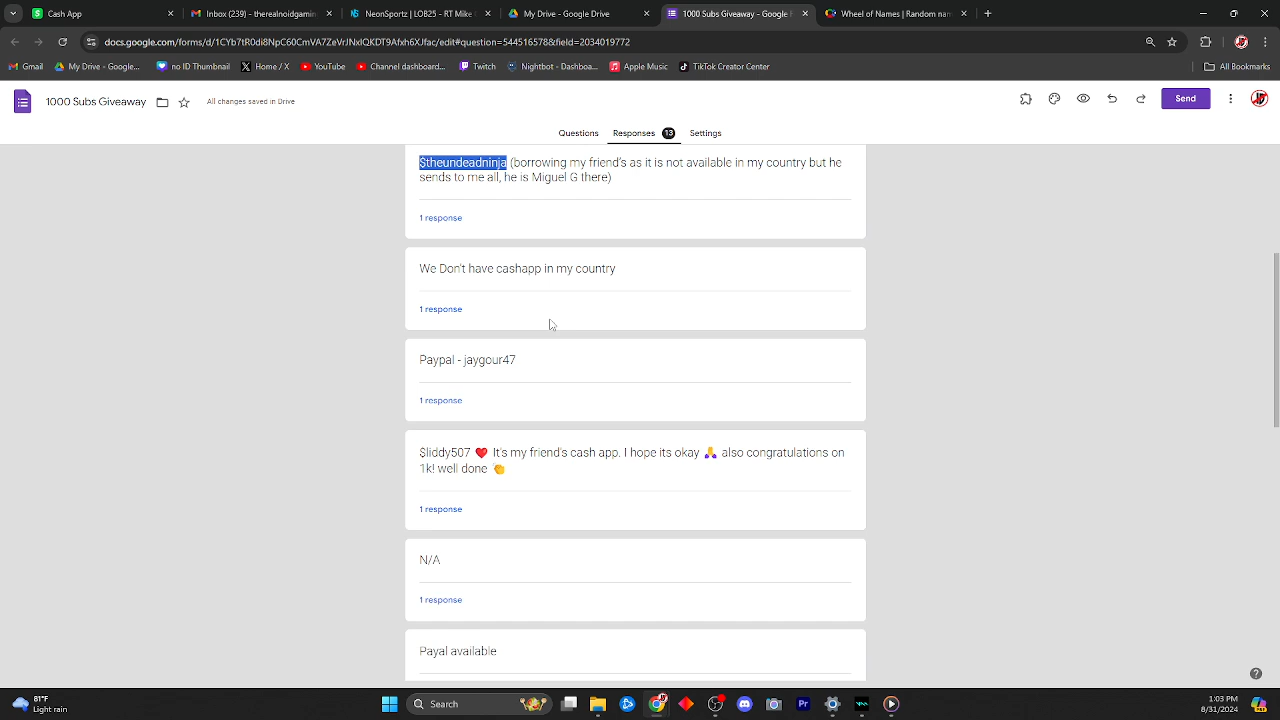 Cash App
Inbox (239) - therealnoidgamin
NeonSportz | LOB25 - RT Mike
My Drive - Google Drive
1000 Subs Giveaway - Google F
Wheel of Names | Random nam
docs.google.com/forms/d/1CYb7tR0di8NpC60CmVA7ZeVrJNxIQKDT9Afxh6XJfac/edit#question=544516578&field=2034019772
Gmail
My Drive - Google...
no ID Thumbnail
Home / X
YouTube
Channel dashboard...
Twitch
Nightbot - Dashboa...
Apple Music
TikTok Creator Center
All Bookmarks
1000 Subs Giveaway
All changes saved in Drive
Send
Questions
Responses 13
Settings
$theundeadninja (borrowing my friend's as it is not available in my country but he
sends to me all, he is Miguel G there)
1 response
We Don't have cashapp in my country
1 response
Paypal - jaygour47
1 response
$liddy507 ❤️ It's my friend's cash app. I hope its okay 🙏 also congratulations on
1k! well done 👏
1 response
N/A
1 response
Payal available
81°F
Light rain
Search
1:03 PM
8/31/2024